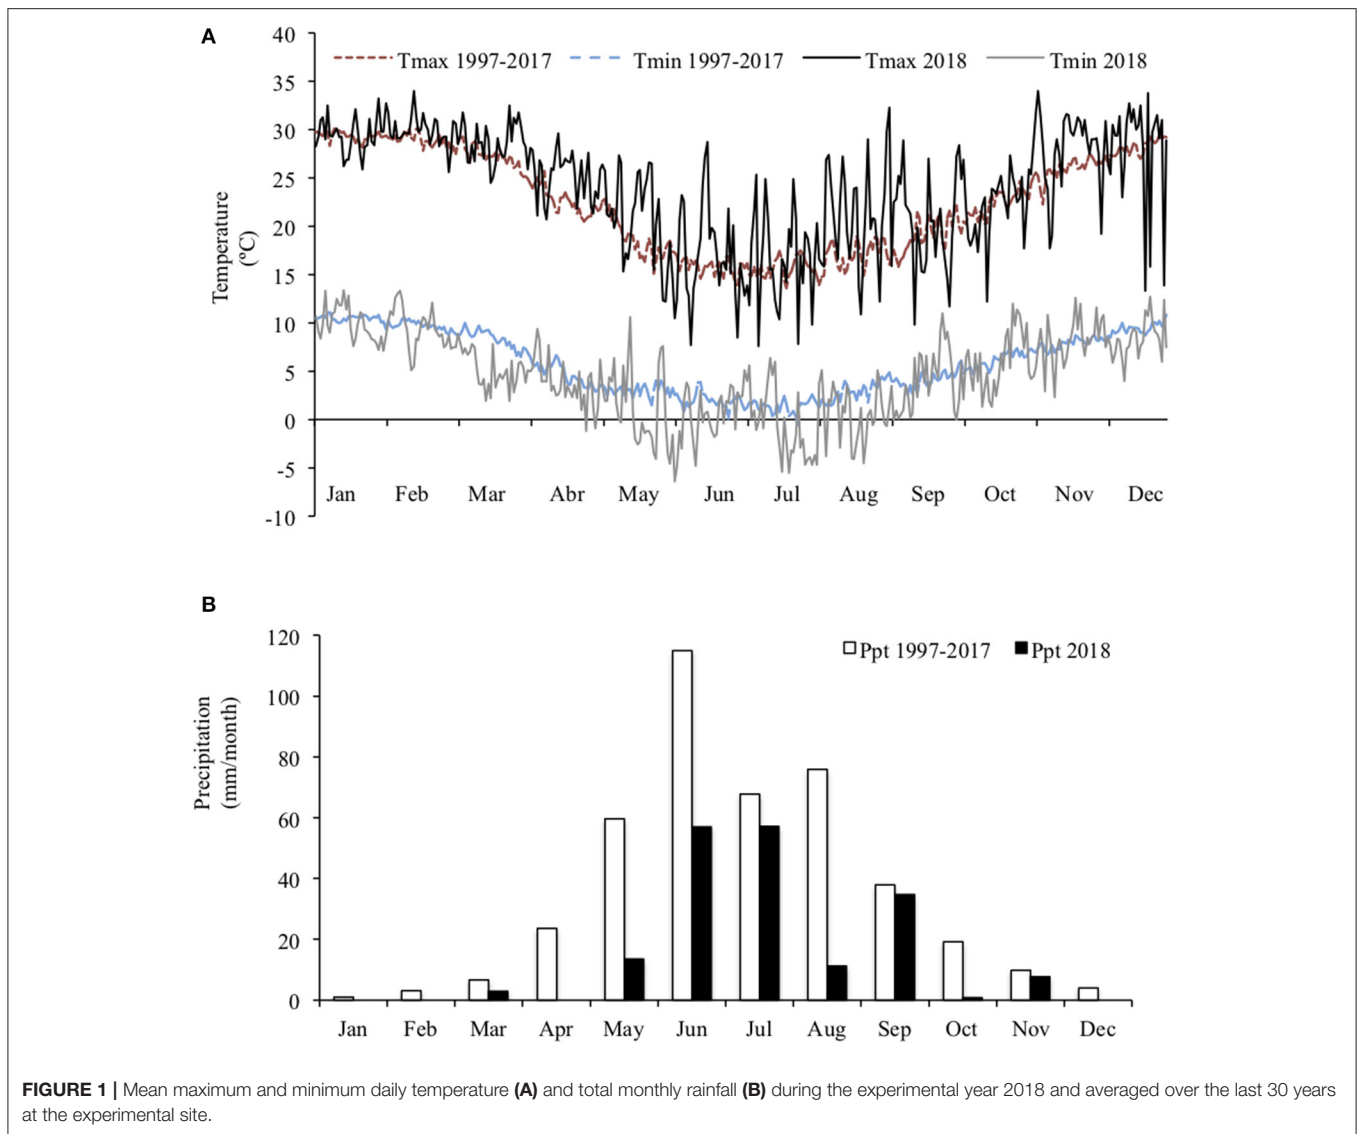 A
40
35
30
25
20
15
10
5
0
-5
-10
Temperature
(ºC)
Tmax 1997-2017 Tmin 1997-2017 Tmax 2018 Tmin 2018
Jan Feb Mar Abr May Jun Jul Aug Sep Oct Nov Dec
B
120
100
80
60
40
20
0
Precipitation
(mm/month)
Ppt 1997-2017 Ppt 2018
Jan Feb Mar Apr May Jun Jul Aug Sep Oct Nov Dec
FIGURE 1 | Mean maximum and minimum daily temperature (A) and total monthly rainfall (B) during the experimental year 2018 and averaged over the last 30 years
at the experimental site.